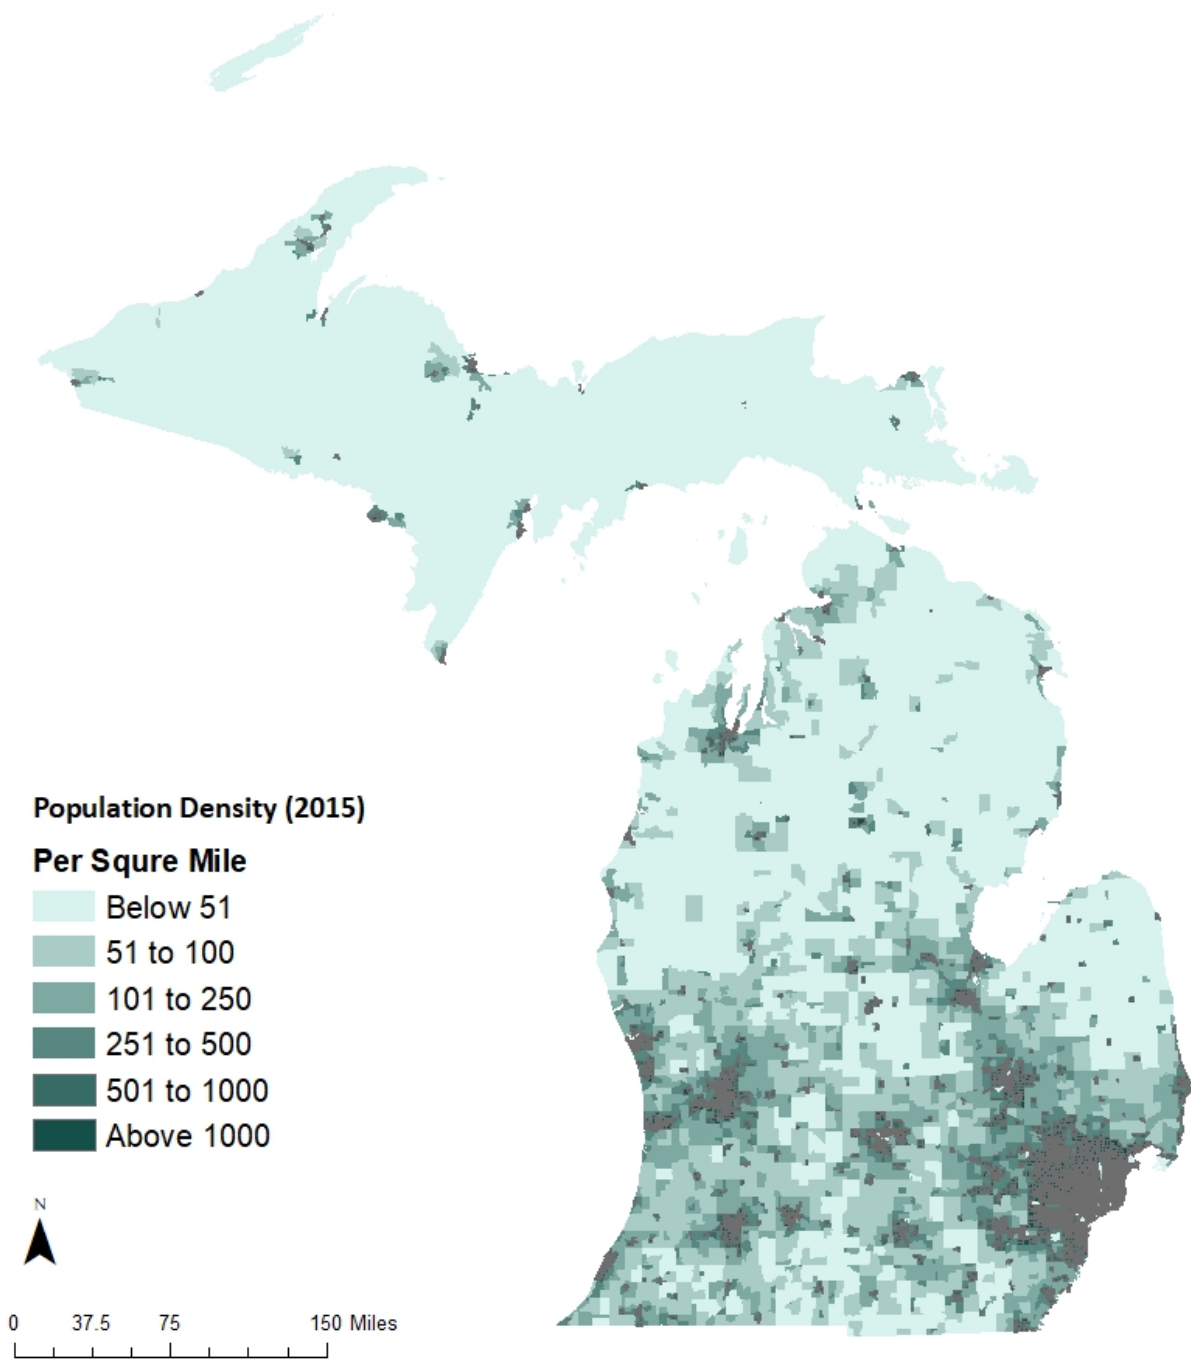 Population Density (2015)
Per Squre Mile
Below 51
51 to 100
101 to 250
251 to 500
501 to 1000
Above 1000
N
0 37.5 75 150 Miles